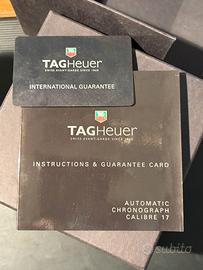 TAGHeuer
SWISS AVANT-GARDE SINCE 1860
INTERNATIONAL GUARANTEE
TAGHeuer
SWISS AVANT-GARDE SINCE 1860
INSTRUCTIONS & GUARANTEE CARD
AUTOMATIC
CHRONOGRAPH
CALIBRE 17
subito